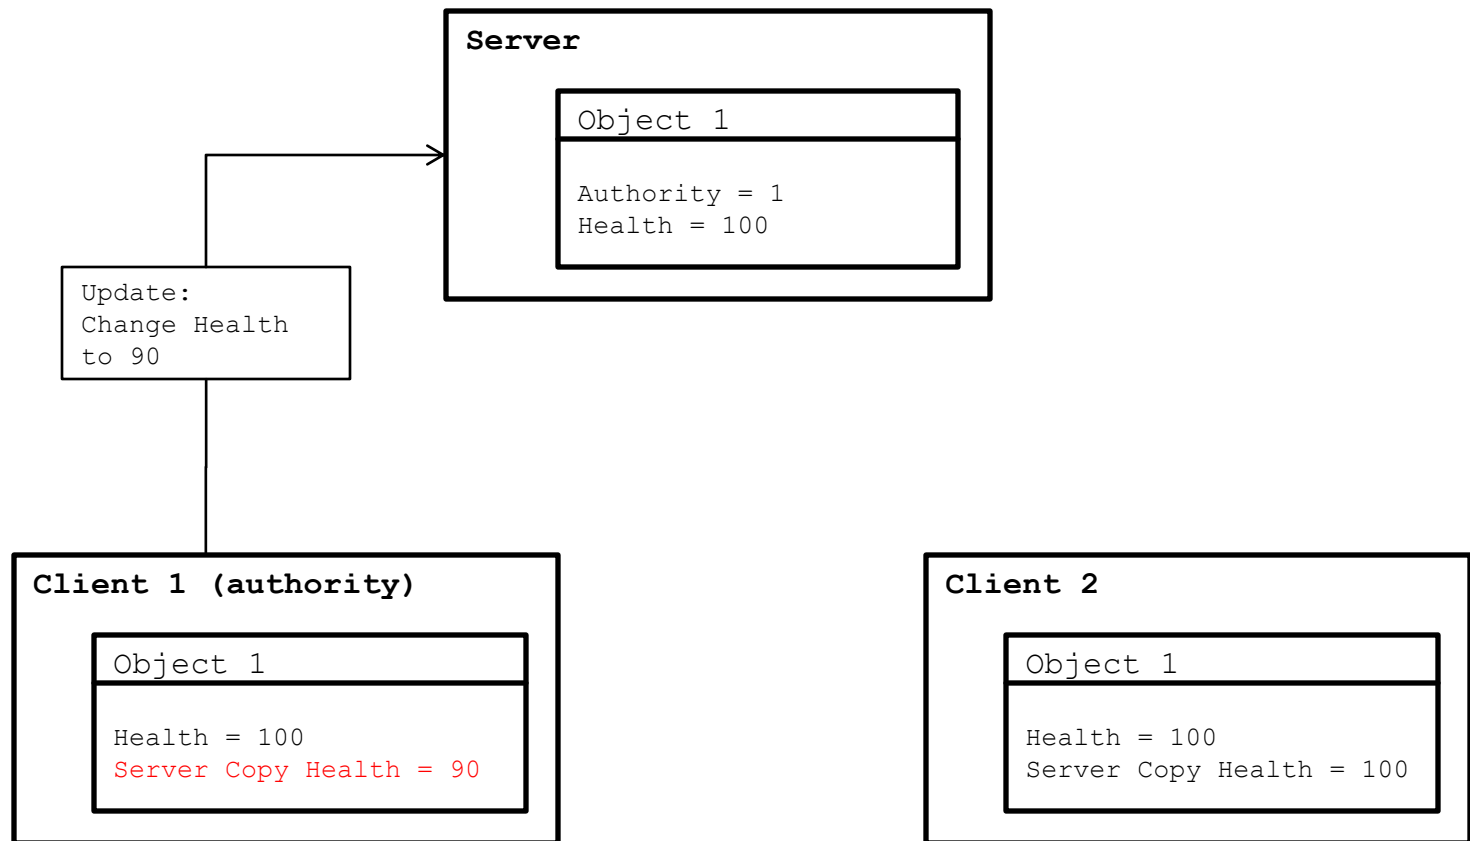 Server
Object 1
Authority = 1
Health = 100
Update:
Change Health
to 90
Client 1 (authority)
Object 1
Health = 100
Server Copy Health = 90
Client 2
Object 1
Health = 100
Server Copy Health = 100